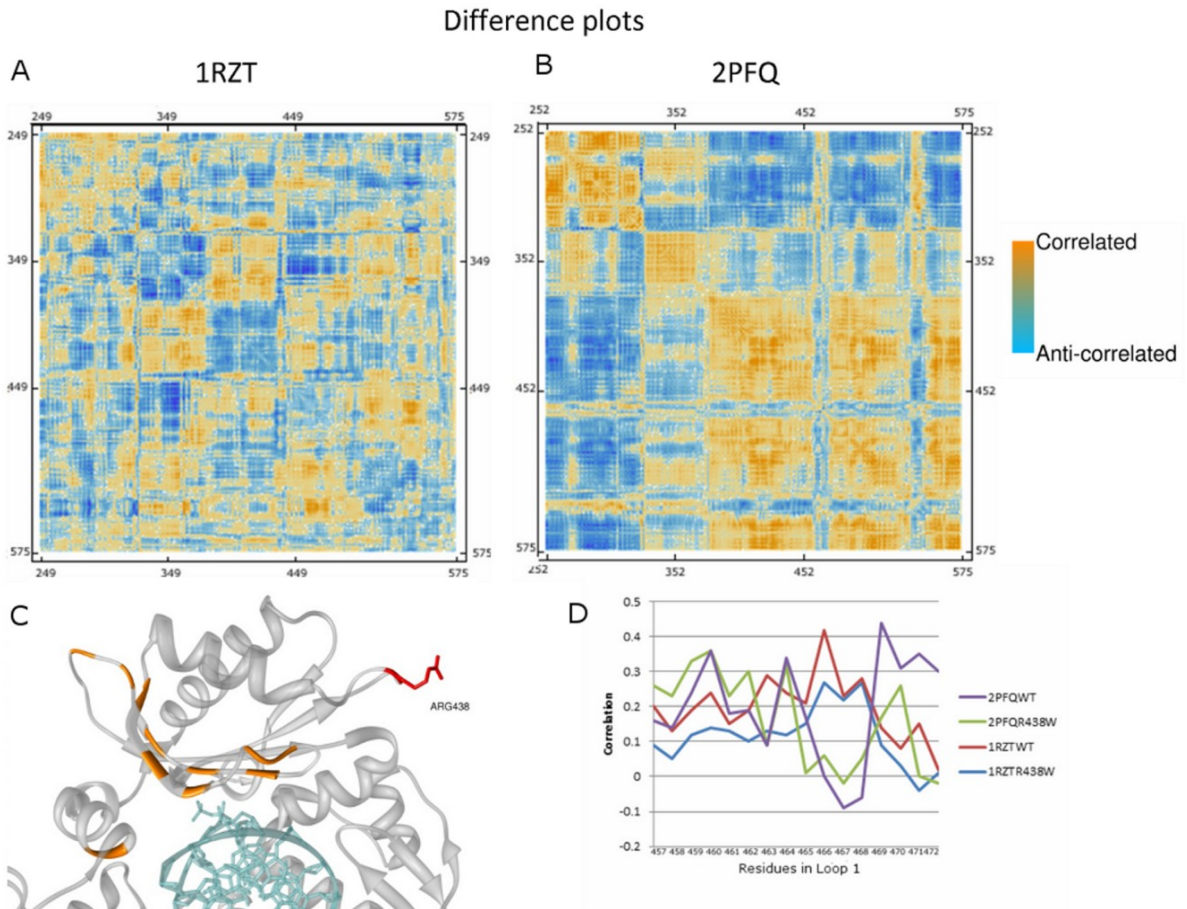 Difference plots
A
1RZT
249 349 449 575
249 249
349 349
449 449
575 575
249 349 449 575
B
2PFQ
252 352 452 575
252 252
352 352
452 452
575 575
252 352 452 575
Correlated
Anti-correlated
C
ARG438
D
Correlation
0.5
0.4
0.3
0.2
0.1
0
-0.1
-0.2
457 458 459 460 461 462 463 464 465 466 467 468 469 470 471 472
Residues in Loop 1
2PFQWT
2PFQR438W
1RZTWT
1RZTR438W